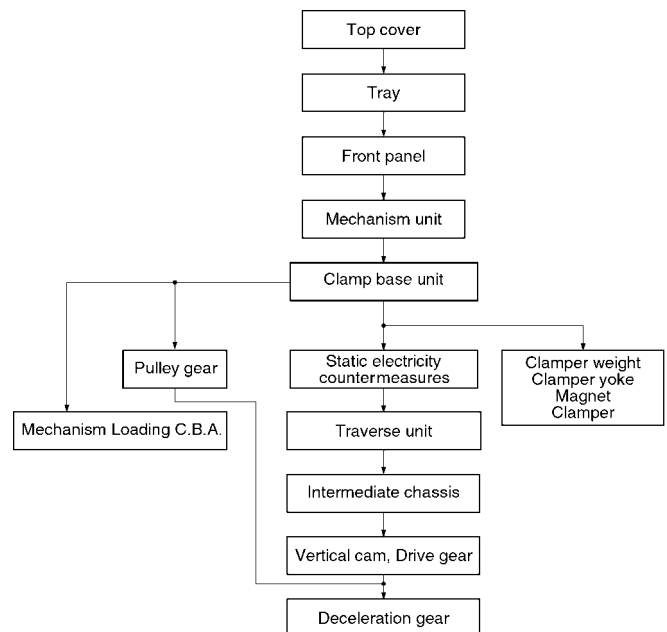 Top cover
Tray
Front panel
Mechanism unit
Clamp base unit
Pulley gear
Static electricity
countermeasures
Clamper weight
Clamper yoke
Magnet
Clamper
Mechanism Loading C.B.A.
Traverse unit
Intermediate chassis
Vertical cam, Drive gear
Deceleration gear